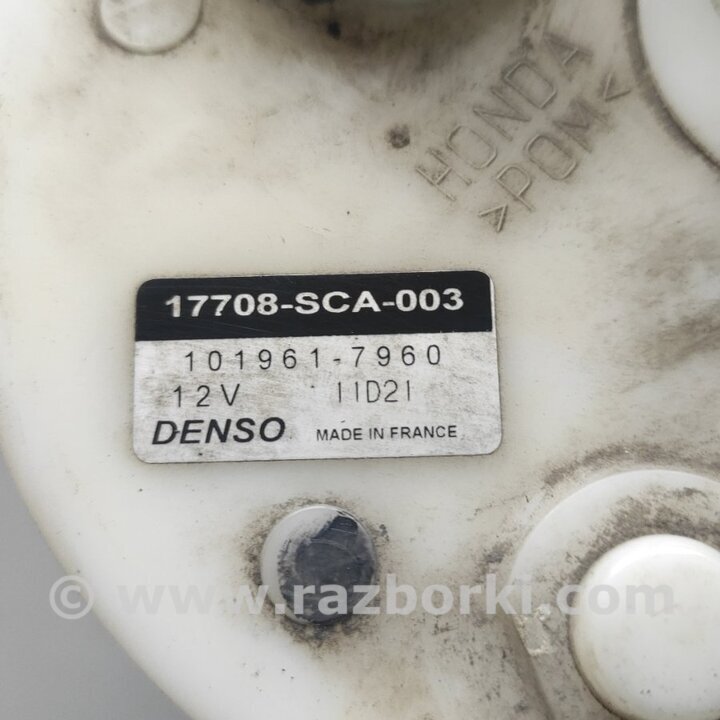 HONDA
>POM<
17708-SCA-003
101961-7960
12V 11D21
DENSO MADE IN FRANCE
© www.razborki.com